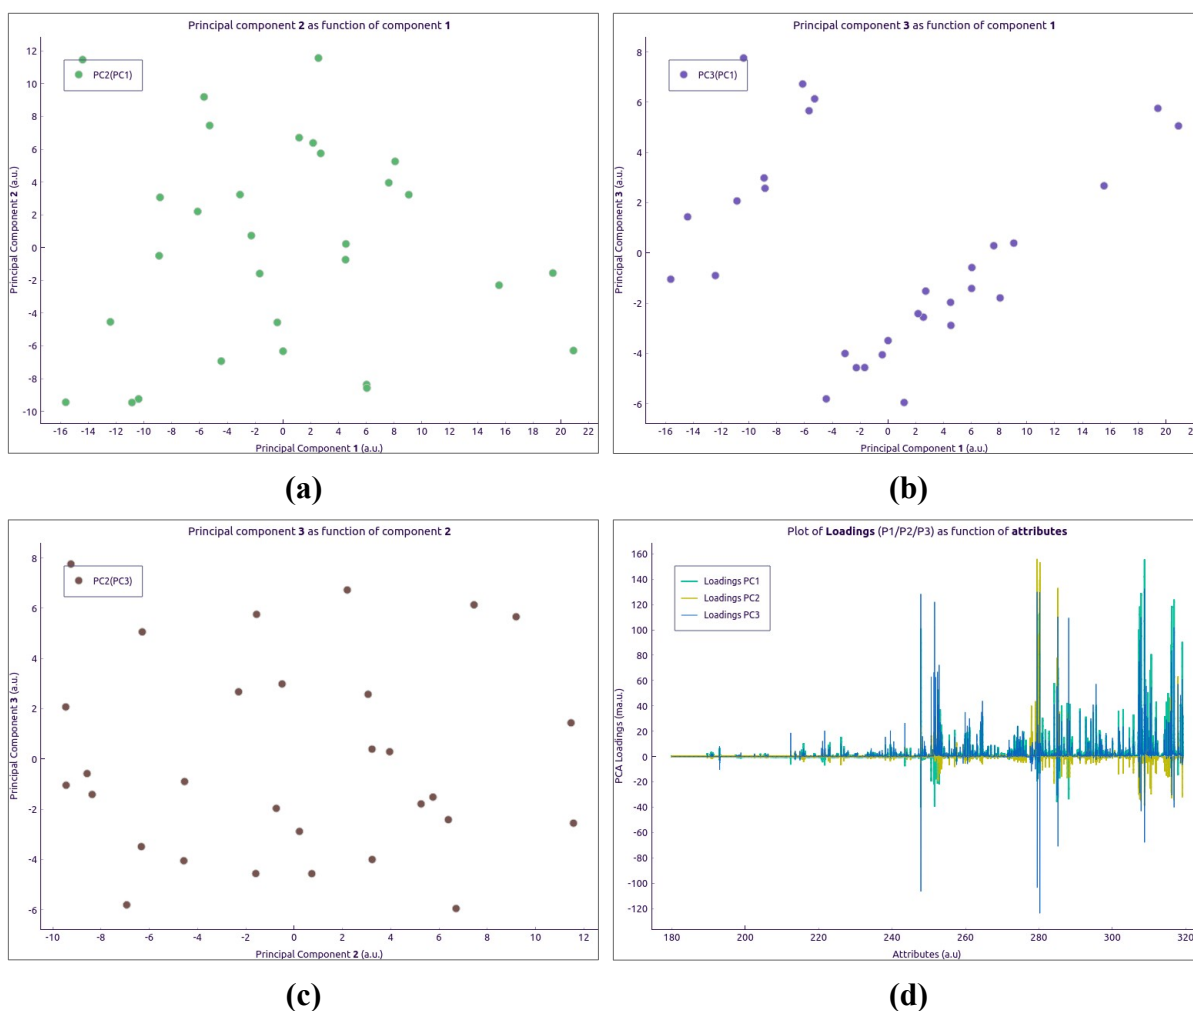 Principal component 2 as function of component 1
PC2(PC1)
12
10
8
6
4
2
0
-2
-4
-6
-8
-10
Principal Component 2 (a.u.)
-16 -14 -12 -10 -8 -6 -4 -2 0 2 4 6 8 10 12 14 16 18 20 22
Principal Component 1 (a.u.)
(a)
Principal component 3 as function of component 1
PC3(PC1)
8
6
4
2
0
-2
-4
-6
Principal Component 3 (a.u.)
-16 -14 -12 -10 -8 -6 -4 -2 0 2 4 6 8 10 12 14 16 18 20 22
Principal Component 1 (a.u.)
(b)
Principal component 3 as function of component 2
PC2(PC3)
8
6
4
2
0
-2
-4
-6
Principal Component 3 (a.u.)
-10 -8 -6 -4 -2 0 2 4 6 8 10 12
Principal Component 2 (a.u.)
(c)
Plot of Loadings (P1/P2/P3) as function of attributes
Loadings PC1
Loadings PC2
Loadings PC3
160
140
120
100
80
60
40
20
0
-20
-40
-60
-80
-100
-120
PCA Loadings (ma.u.)
180 200 220 240 260 280 300 320
Attributes (a.u)
(d)